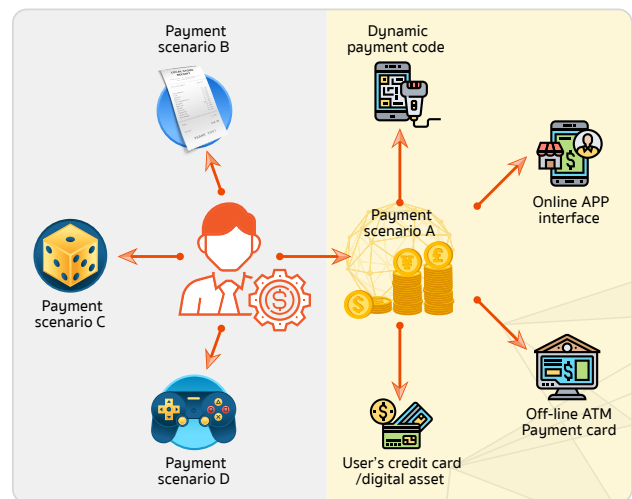 Payment
scenario B
Dynamic
payment code
Online APP
interface
Payment
scenario A
Payment
scenario C
Off-line ATM
Payment card
Payment
scenario D
User's credit card
/digital asset